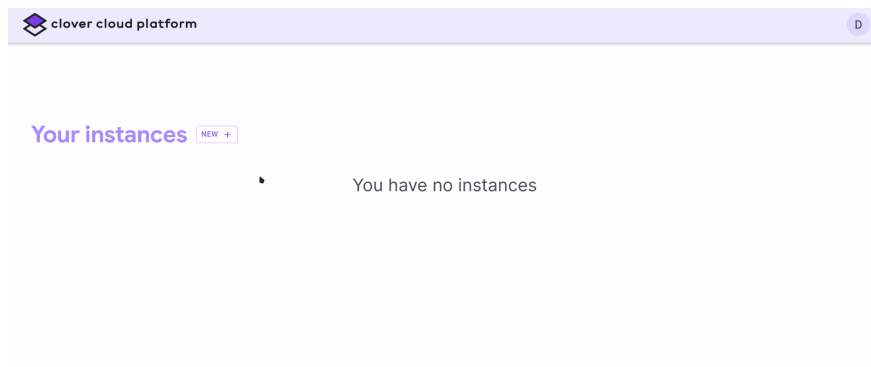 clover cloud platform
D
Your instances
NEW +
You have no instances